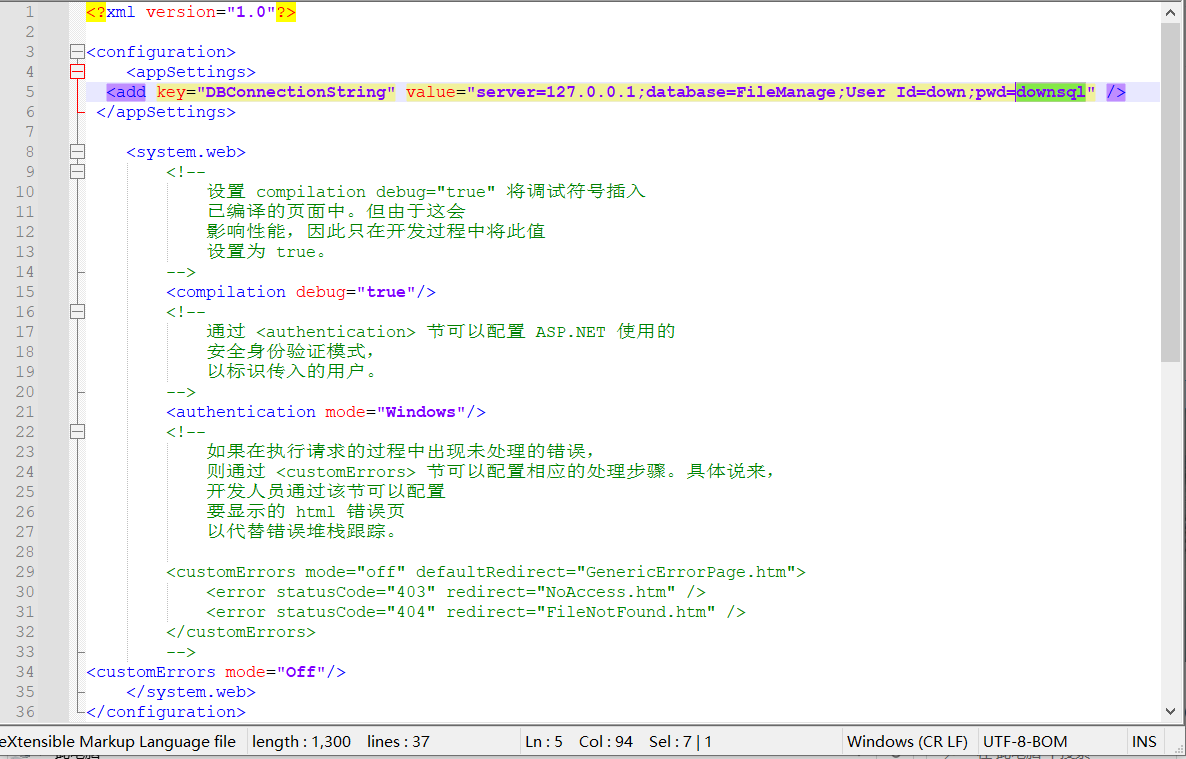 1 <?xml version="1.0"?>
2
3 <configuration>
4 <appSettings>
5 <add key="DBConnectionString" value="server=127.0.0.1;database=FileManage;User Id=down;pwd=downsql" />
6 </appSettings>
7
8 <system.web>
9 <!--
10 设置 compilation debug="true" 将调试符号插入
11 已编译的页面中。但由于这会
12 影响性能，因此只在开发过程中将此值
13 设置为 true。
14 -->
15 <compilation debug="true"/>
16 <!--
17 通过 <authentication> 节可以配置 ASP.NET 使用的
18 安全身份验证模式，
19 以标识传入的用户。
20 -->
21 <authentication mode="Windows"/>
22 <!--
23 如果在执行请求的过程中出现未处理的错误，
24 则通过 <customErrors> 节可以配置相应的处理步骤。具体说来，
25 开发人员通过该节可以配置
26 要显示的 html 错误页
27 以代替错误堆栈跟踪。
28
29 <customErrors mode="off" defaultRedirect="GenericErrorPage.htm">
30 <error statusCode="403" redirect="NoAccess.htm" />
31 <error statusCode="404" redirect="FileNotFound.htm" />
32 </customErrors>
33 -->
34 <customErrors mode="Off"/>
35 </system.web>
36 </configuration>
eXtensible Markup Language file length : 1,300 lines : 37 Ln : 5 Col : 94 Sel : 7 | 1 Windows (CR LF) UTF-8-BOM INS